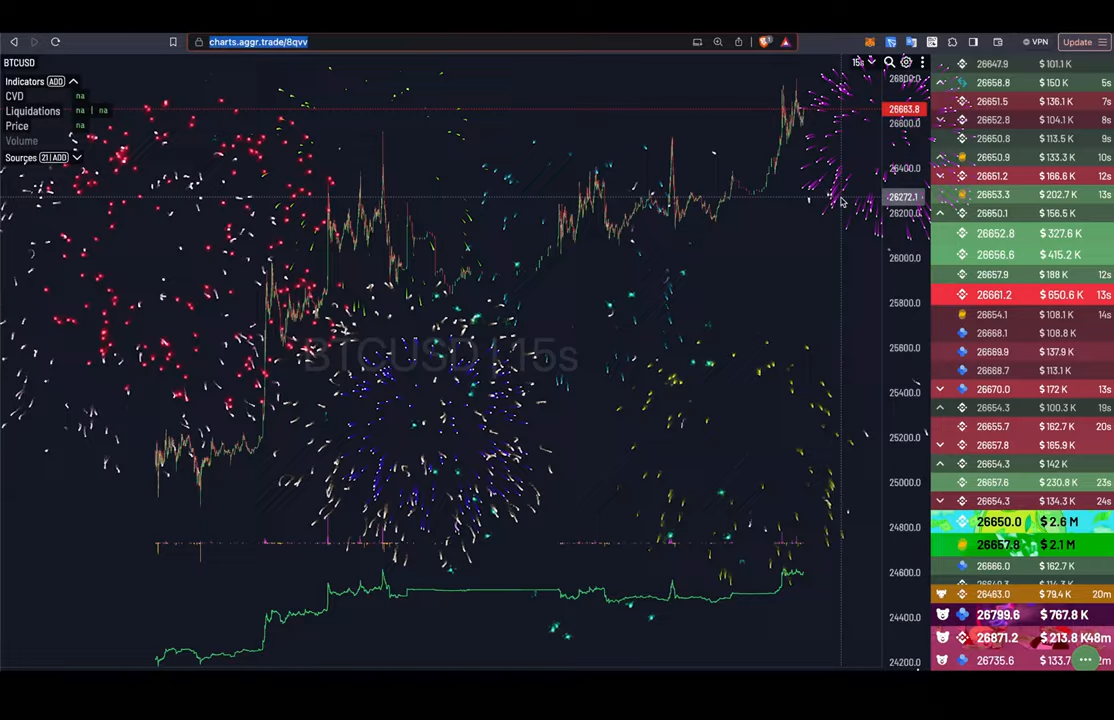 charts.aggr.trade/8qvv
VPN
Update
BTCUSD
15s
Indicators ADD
CVD na
Liquidations na | na
Price na
Volume
Sources 21 | ADD
BTCUSD 15s
26800.0
26663.8
26600.0
26400.0
26272.1
26200.0
26000.0
25800.0
25600.0
25400.0
25200.0
25000.0
24800.0
24600.0
24400.0
24200.0
26647.9 $ 101.1 K
26658.8 $ 150 K 5s
26651.5 $ 136.1 K 7s
26652.8 $ 104.1 K 8s
26650.8 $ 113.5 K 9s
26650.9 $ 133.3 K 10s
26651.2 $ 166.6 K 12s
26653.3 $ 202.7 K 13s
26650.1 $ 156.5 K
26652.8 $ 327.6 K
26656.6 $ 415.2 K
26657.9 $ 188 K 12s
26661.2 $ 650.6 K 13s
26654.1 $ 108.1 K 14s
26668.1 $ 108.8 K
26669.9 $ 137.9 K
26668.7 $ 113.1 K
26670.0 $ 172 K 13s
26654.3 $ 100.3 K 19s
26655.7 $ 162.7 K 20s
26657.8 $ 165.9 K
26654.3 $ 142 K
26657.6 $ 230.8 K 23s
26654.3 $ 134.3 K 24s
26650.0 $ 2.6 M
26657.8 $ 2.1 M
26666.0 $ 162.7 K
26463.0 $ 79.4 K 20m
26799.6 $ 767.8 K
26871.2 $ 213.8 K 48m
26735.6 $ 133.7